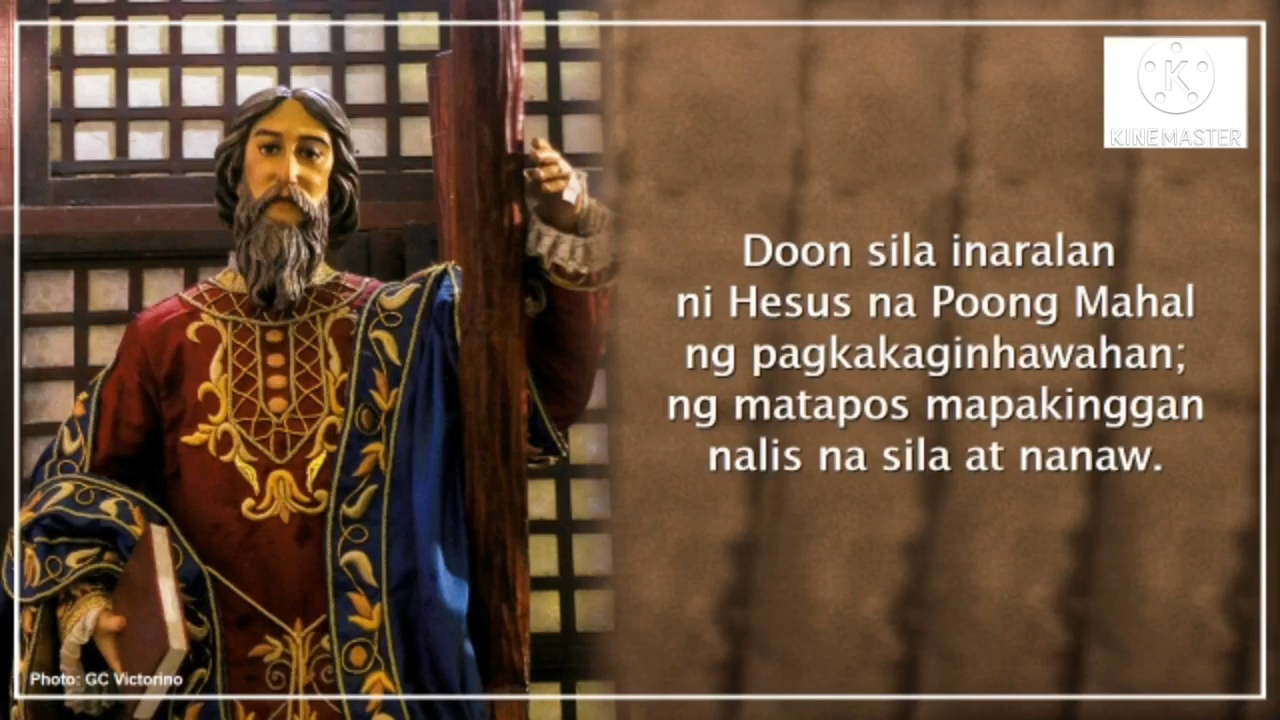 K
KINEMASTER
Doon sila inaralan
ni Hesus na Poong Mahal
ng pagkakaginhawahan;
ng matapos mapakinggan
nalis na sila at nanaw.
Photo: GC Victorino